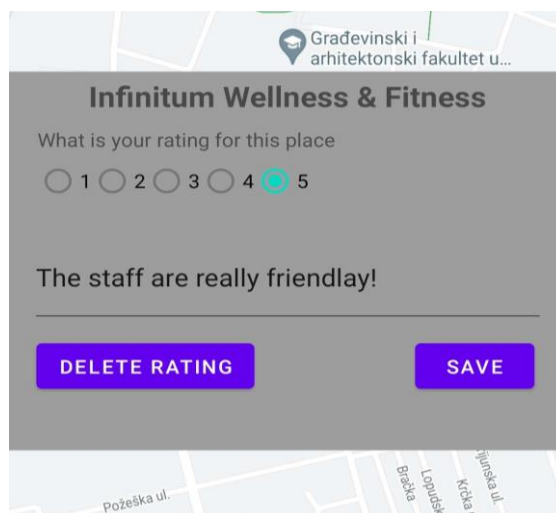 Građevinski i
arhitektonski fakultet u...
Infinitum Wellness & Fitness
What is your rating for this place
1 2 3 4 5
The staff are really friendlay!
DELETE RATING SAVE
Požeška ul.
Bračka
Krčka